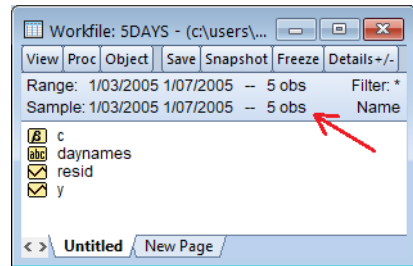 Workfile: 5DAYS - (c:\users\...
View Proc Object Save Snapshot Freeze Details+/-
Range: 1/03/2005 1/07/2005 -- 5 obs Filter: *
Sample: 1/03/2005 1/07/2005 -- 5 obs Name
β c
abc daynames
resid
y
< > Untitled New Page